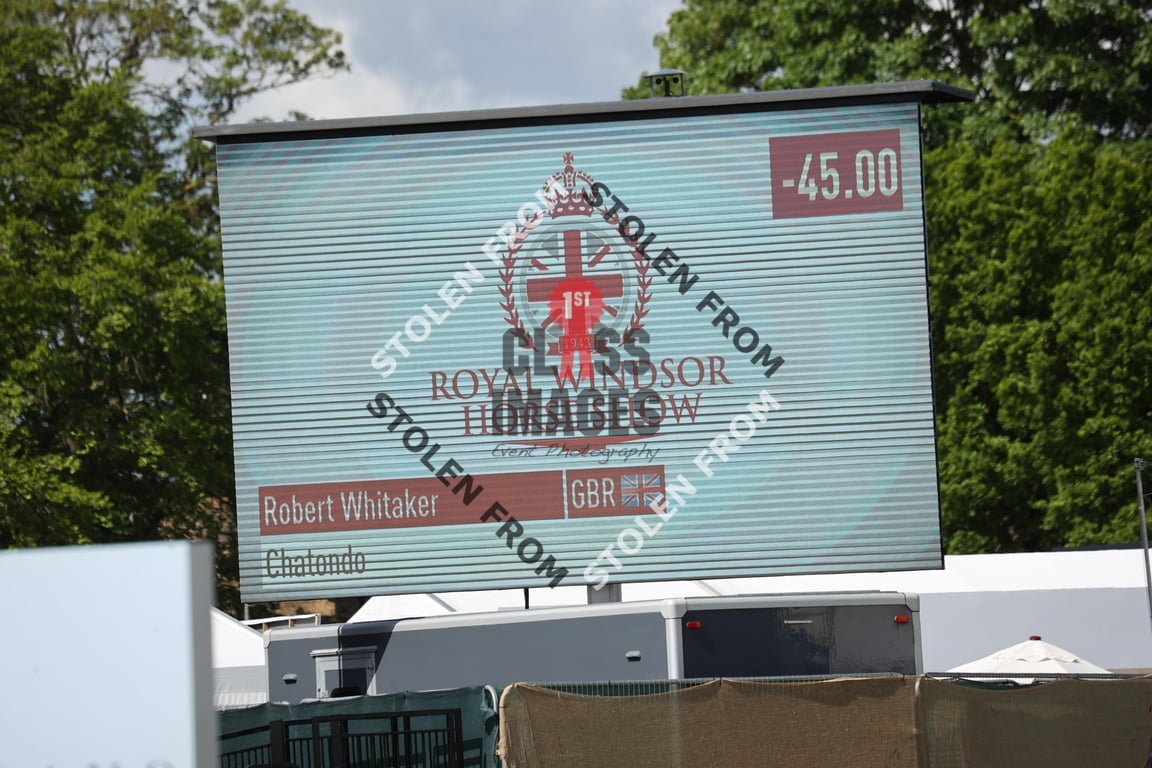 -45.00
STOLEN FROM
STOLEN FROM
1ST
1943
CLASS
ROYAL WINDSOR
IMAGES
HORSE SHOW
Event Photography
STOLEN FROM
STOLEN FROM
Robert Whitaker
GBR
Chatondo